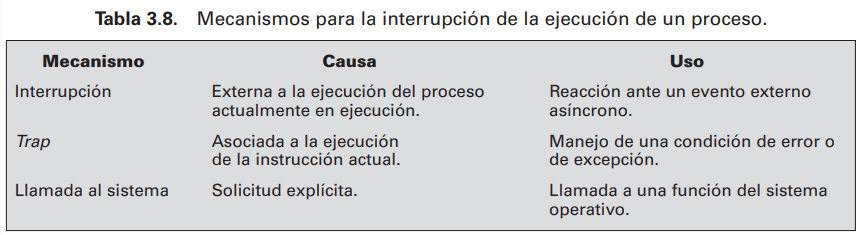 Tabla 3.8. Mecanismos para la interrupción de la ejecución de un proceso.
Mecanismo Causa Uso
Interrupción Externa a la ejecución del proceso Reacción ante un evento externo
actualmente en ejecución. asíncrono.
Trap Asociada a la ejecución Manejo de una condición de error o
de la instrucción actual. de excepción.
Llamada al sistema Solicitud explícita. Llamada a una función del sistema
operativo.